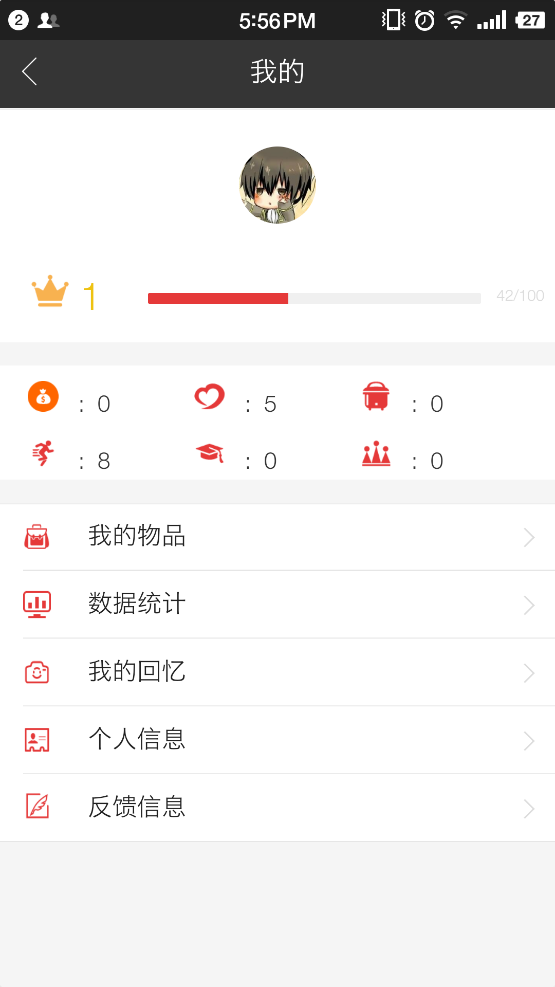 2 5:56PM 27
我的
1 42/100
: 0 : 5 : 0
: 8 : 0 : 0
我的物品
数据统计
我的回忆
个人信息
反馈信息